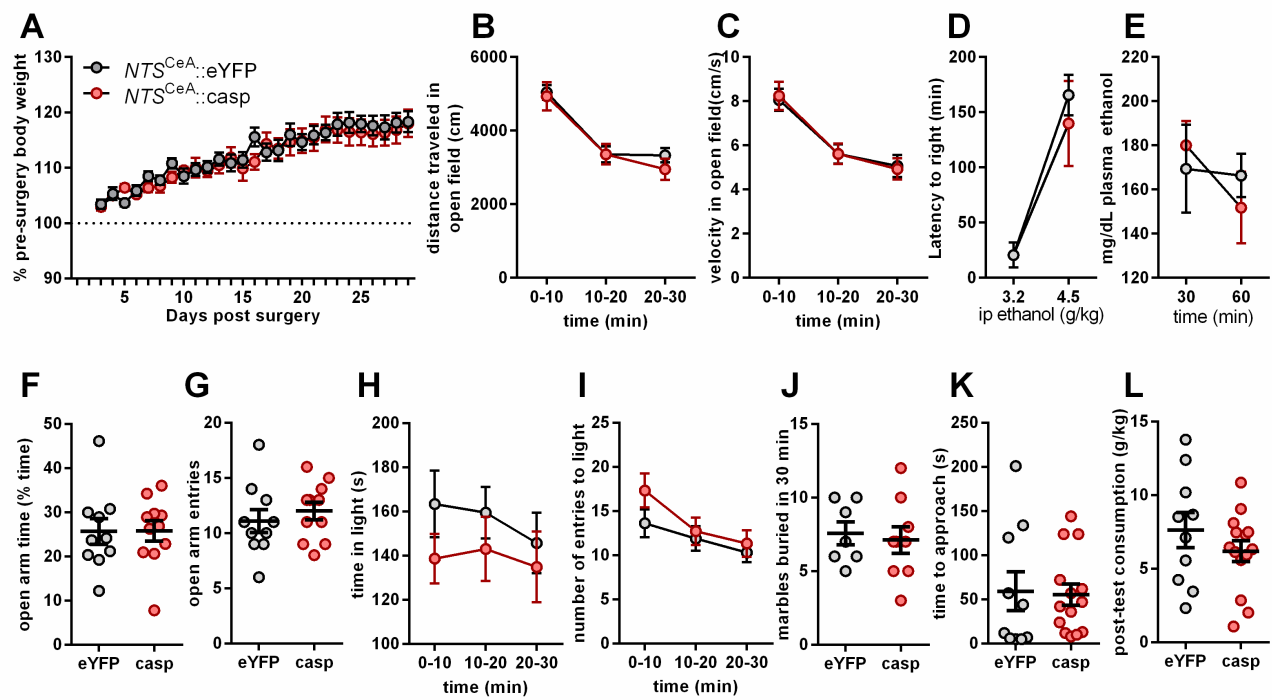 A
% pre-surgery body weight
130
120
110
100
90
NTSCeA::eYFP
NTSCeA::casp
5
10
15
20
25
Days post surgery
B
distance traveled in
open field (cm)
6000
4000
2000
0
0-10
10-20
20-30
time (min)
C
velocity in open field(cm/s)
10
8
6
4
2
0
0-10
10-20
20-30
time (min)
D
Latency to right (min)
200
150
100
50
0
3.2
4.5
ip ethanol (g/kg)
E
mg/dL plasma ethanol
220
200
180
160
140
120
30
60
time (min)
F
open arm time (% time)
50
40
30
20
10
0
eYFP
casp
G
open arm entries
20
15
10
5
0
eYFP
casp
H
time in light (s)
200
180
160
140
120
100
0-10
10-20
20-30
time (min)
I
number of entries to light
25
20
15
10
5
0
0-10
10-20
20-30
time (min)
J
marbles buried in 30 min
15
10
5
0
eYFP
casp
K
time to approach (s)
250
200
150
100
50
0
eYFP
casp
L
post-test consumption (g/kg)
15
10
5
0
eYFP
casp